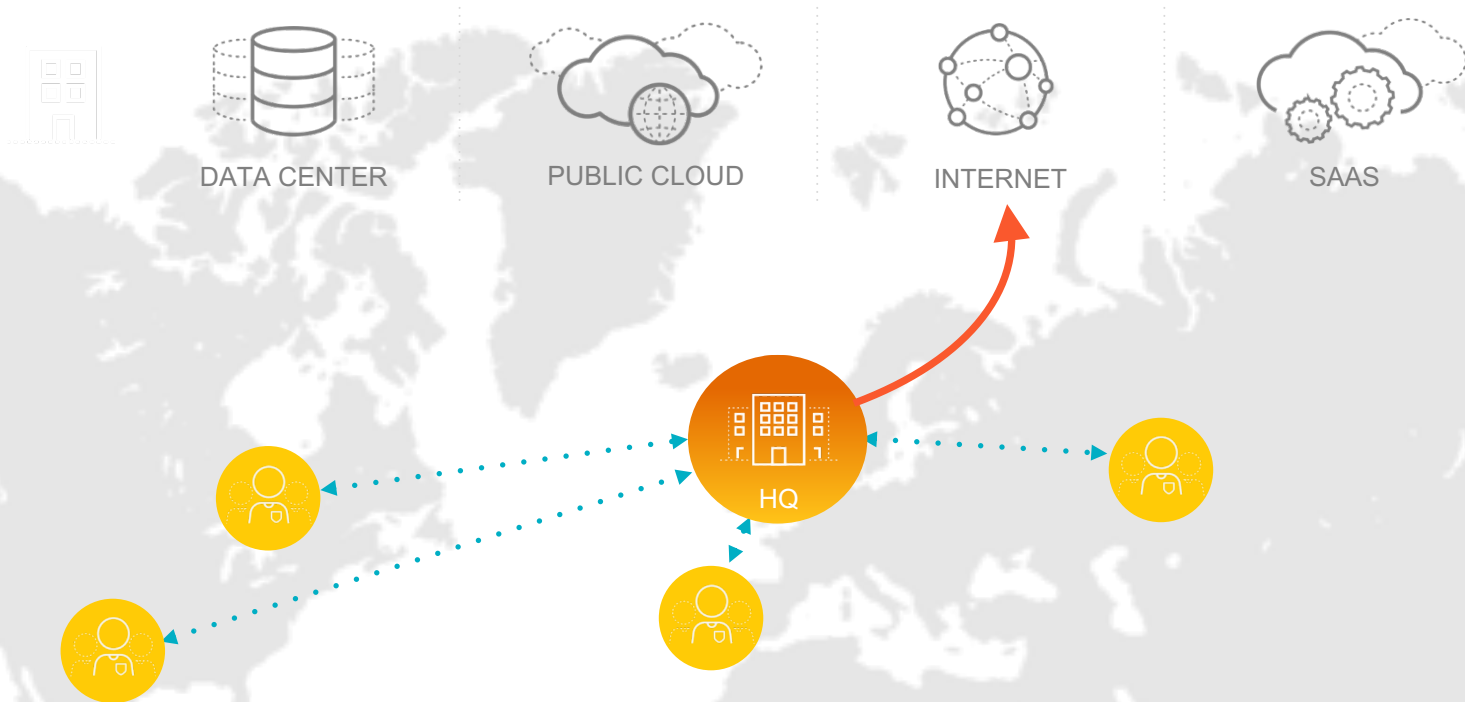 DATA CENTER
PUBLIC CLOUD
INTERNET
SAAS
HQ